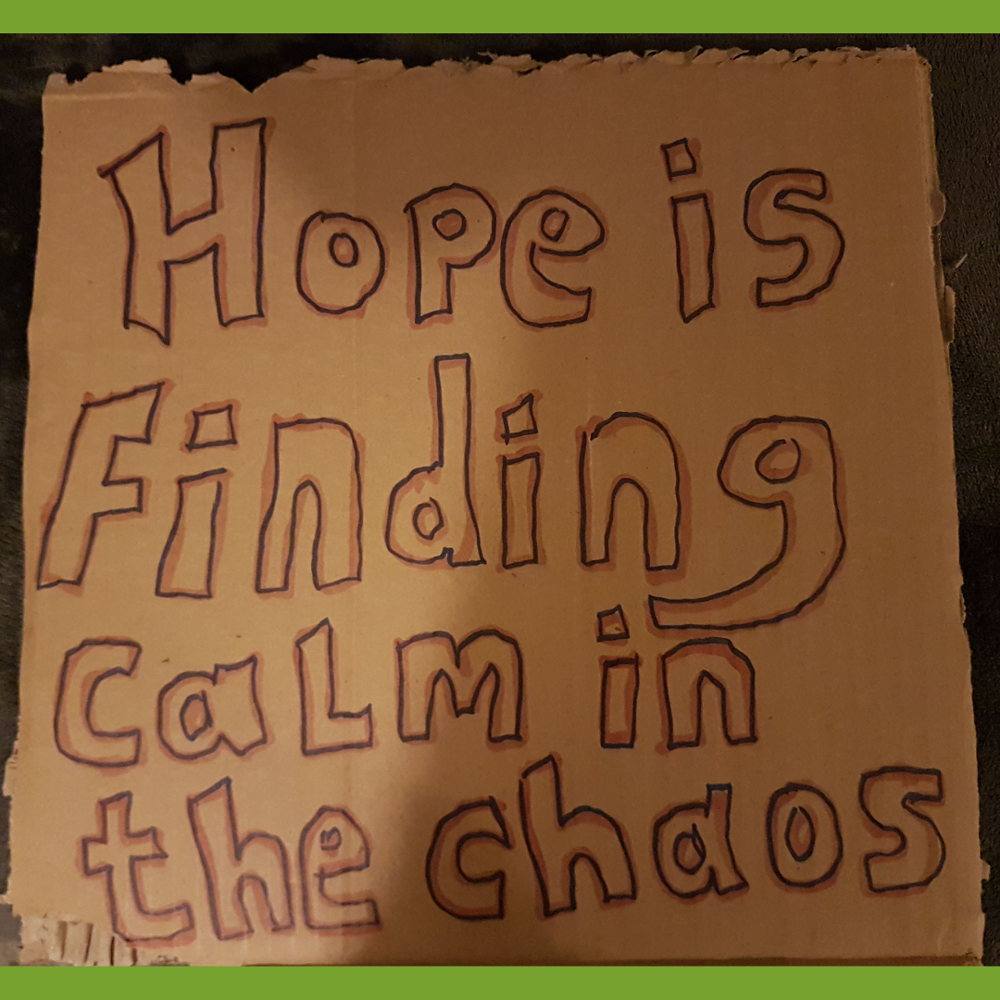 Hope is
Finding
CaLm in
the chaos